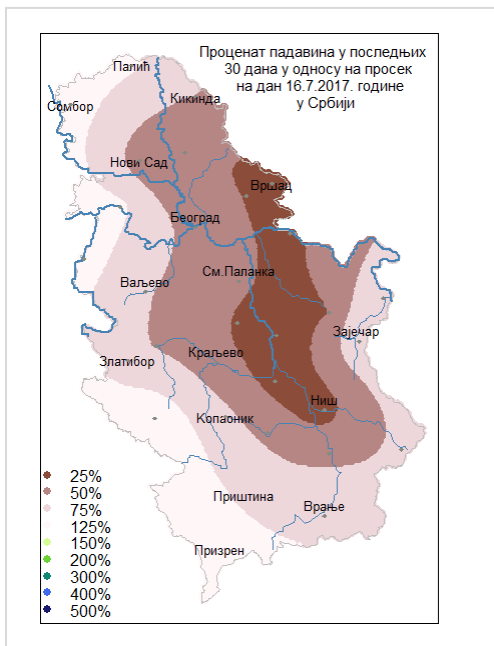 Проценат падавина у последњих
30 дана у односу на просек
на дан 16.7.2017. године
у Србији
Палић
Сомбор
Кикинда
Нови Сад
Вршац
Београд
См.Паланка
Ваљево
Зајечар
Златибор
Краљево
Ниш
Копаоник
Приштина
Врање
Призрен
25%
50%
75%
125%
150%
200%
300%
400%
500%